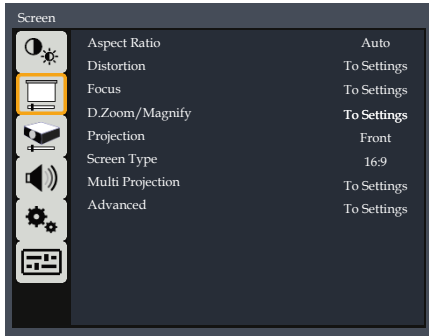 Screen
Aspect Ratio Auto
Distortion To Settings
Focus To Settings
D.Zoom/Magnify To Settings
Projection Front
Screen Type 16:9
Multi Projection To Settings
Advanced To Settings